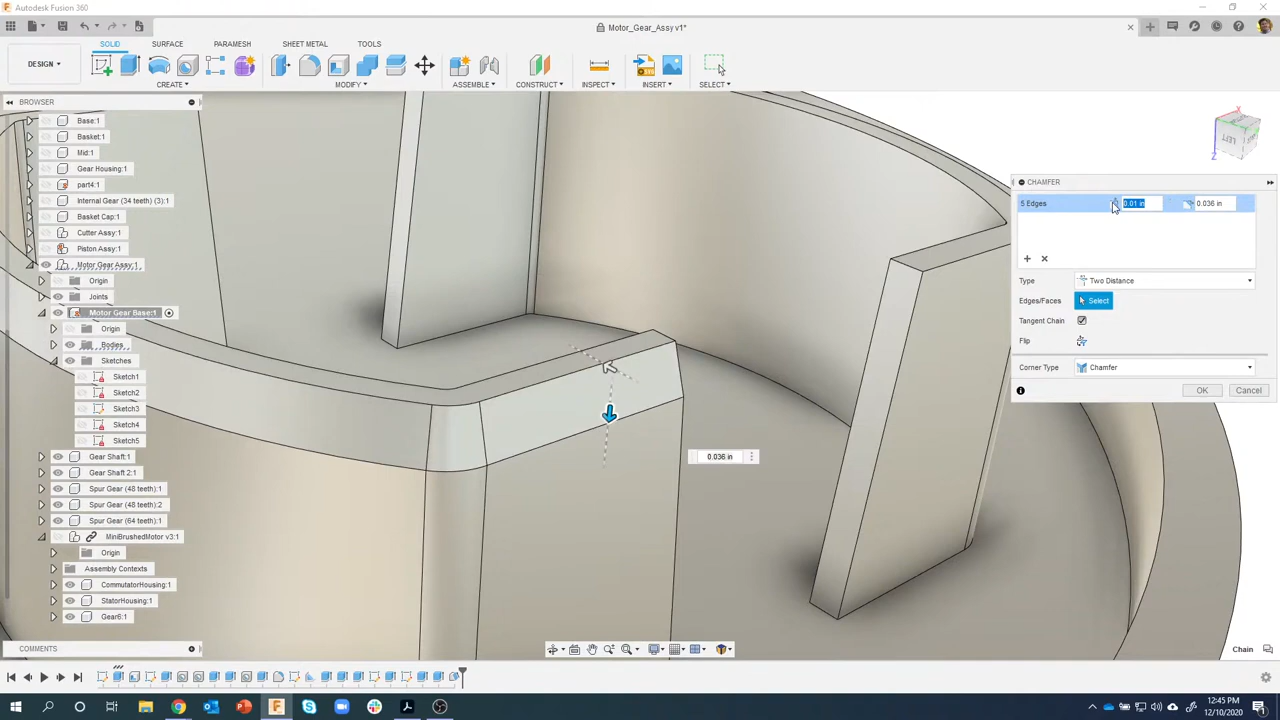 Autodesk Fusion 360
Motor_Gear_Assy v1*
DESIGN
SOLID SURFACE PARAMESH SHEET METAL TOOLS
CREATE MODIFY ASSEMBLE CONSTRUCT INSPECT INSERT SELECT
BROWSER
Base:1
Basket:1
Mid:1
Gear Housing:1
part4:1
Internal Gear (34 teeth) (3):1
Basket Cap:1
Cutter Assy:1
Piston Assy:1
Motor Gear Assy:1
Origin
Joints
Motor Gear Base:1
Origin
Bodies
Sketches
Sketch1
Sketch2
Sketch3
Sketch4
Sketch5
Gear Shaft:1
Gear Shaft 2:1
Spur Gear (48 teeth):1
Spur Gear (48 teeth):2
Spur Gear (64 teeth):1
MiniBrushedMotor v3:1
Origin
Assembly Contexts
CommutatorHousing:1
StatorHousing:1
Gear6:1
COMMENTS
LEFT
X
Z
CHAMFER
5 Edges 0.01 in 0.036 in
Type Two Distance
Edges/Faces Select
Tangent Chain
Flip
Corner Type Chamfer
OK Cancel
0.036 in
Chain
12:45 PM
12/10/2020